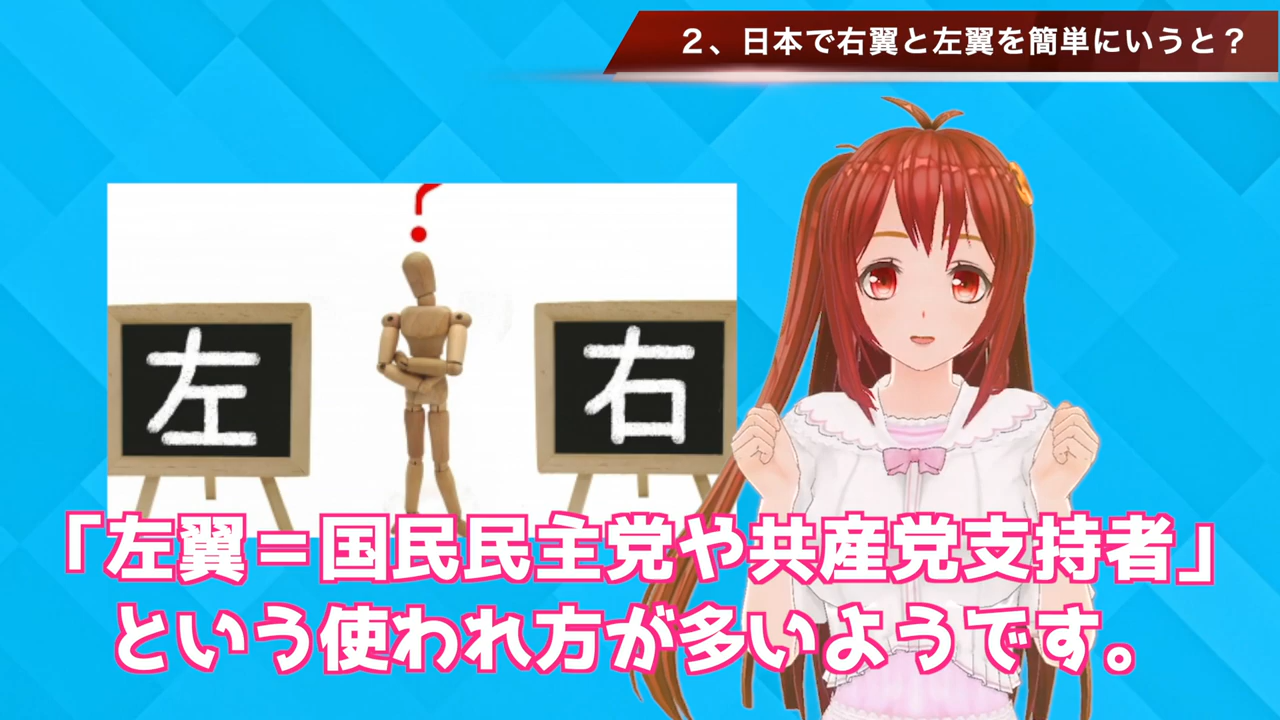 ２、日本で右翼と左翼を簡単にいうと？
?
左
右
「左翼＝国民民主党や共産党支持者」
という使われ方が多いようです。